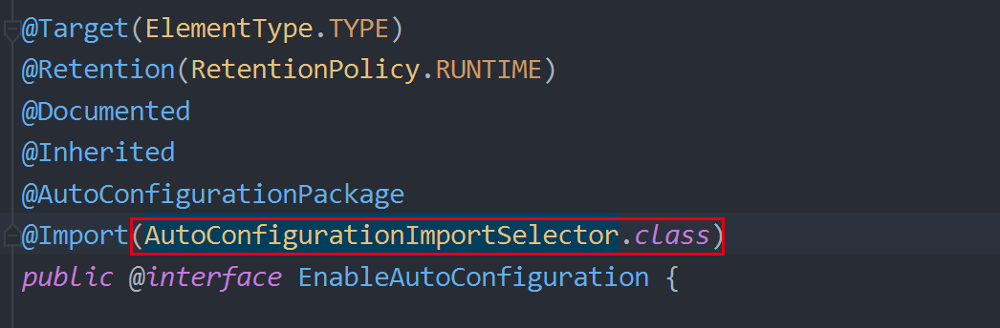 @Target(ElementType.TYPE)
@Retention(RetentionPolicy.RUNTIME)
@Documented
@Inherited
@AutoConfigurationPackage
@Import(AutoConfigurationImportSelector.class)
public @interface EnableAutoConfiguration {